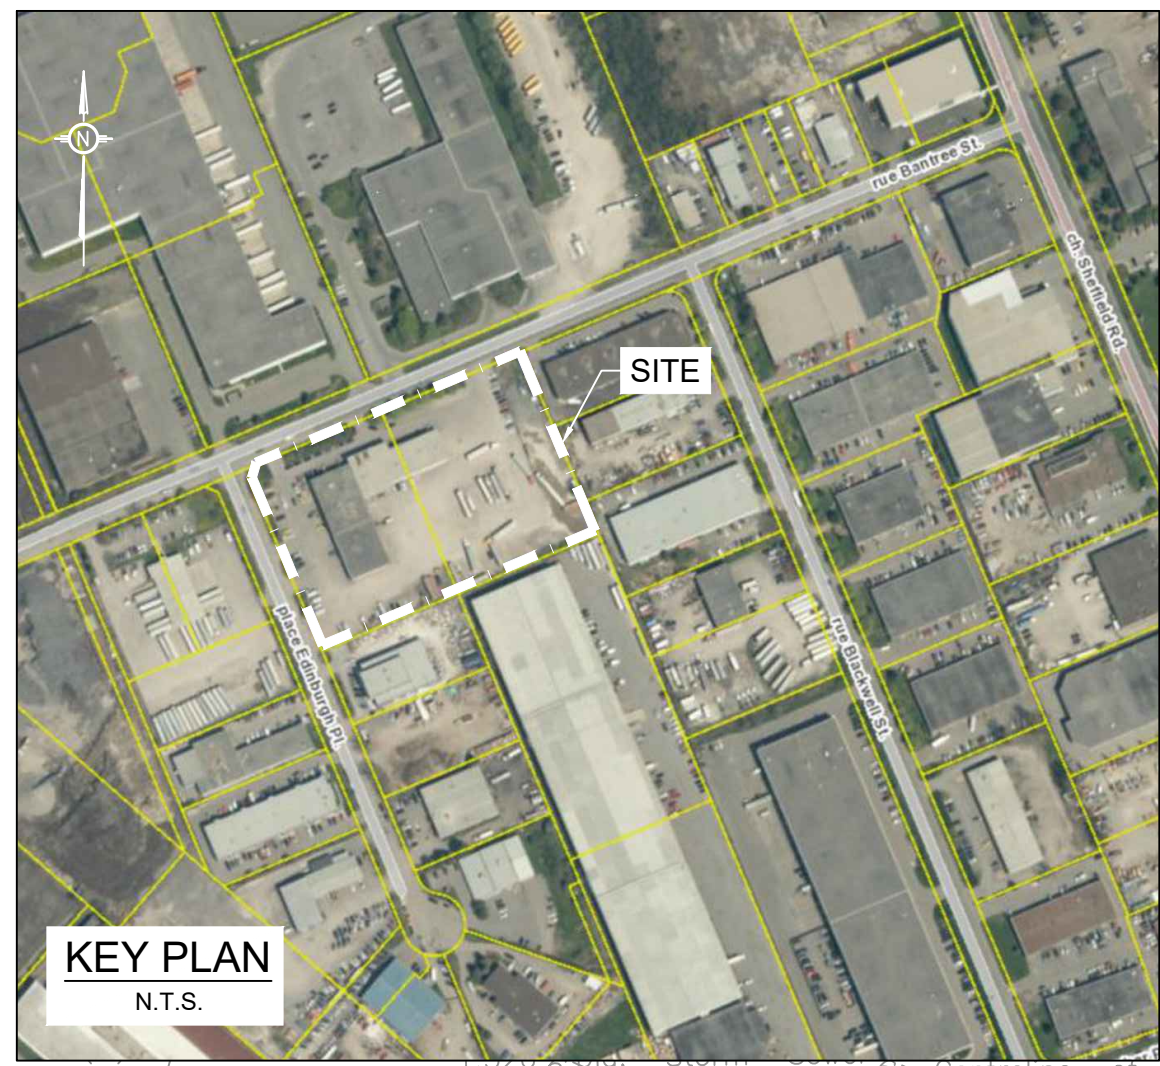 N
rue Bantree St.
ch. Sheffield Rd.
SITE
place Edinburgh Pl.
rue Blackwell St.
KEY PLAN
N.T.S.